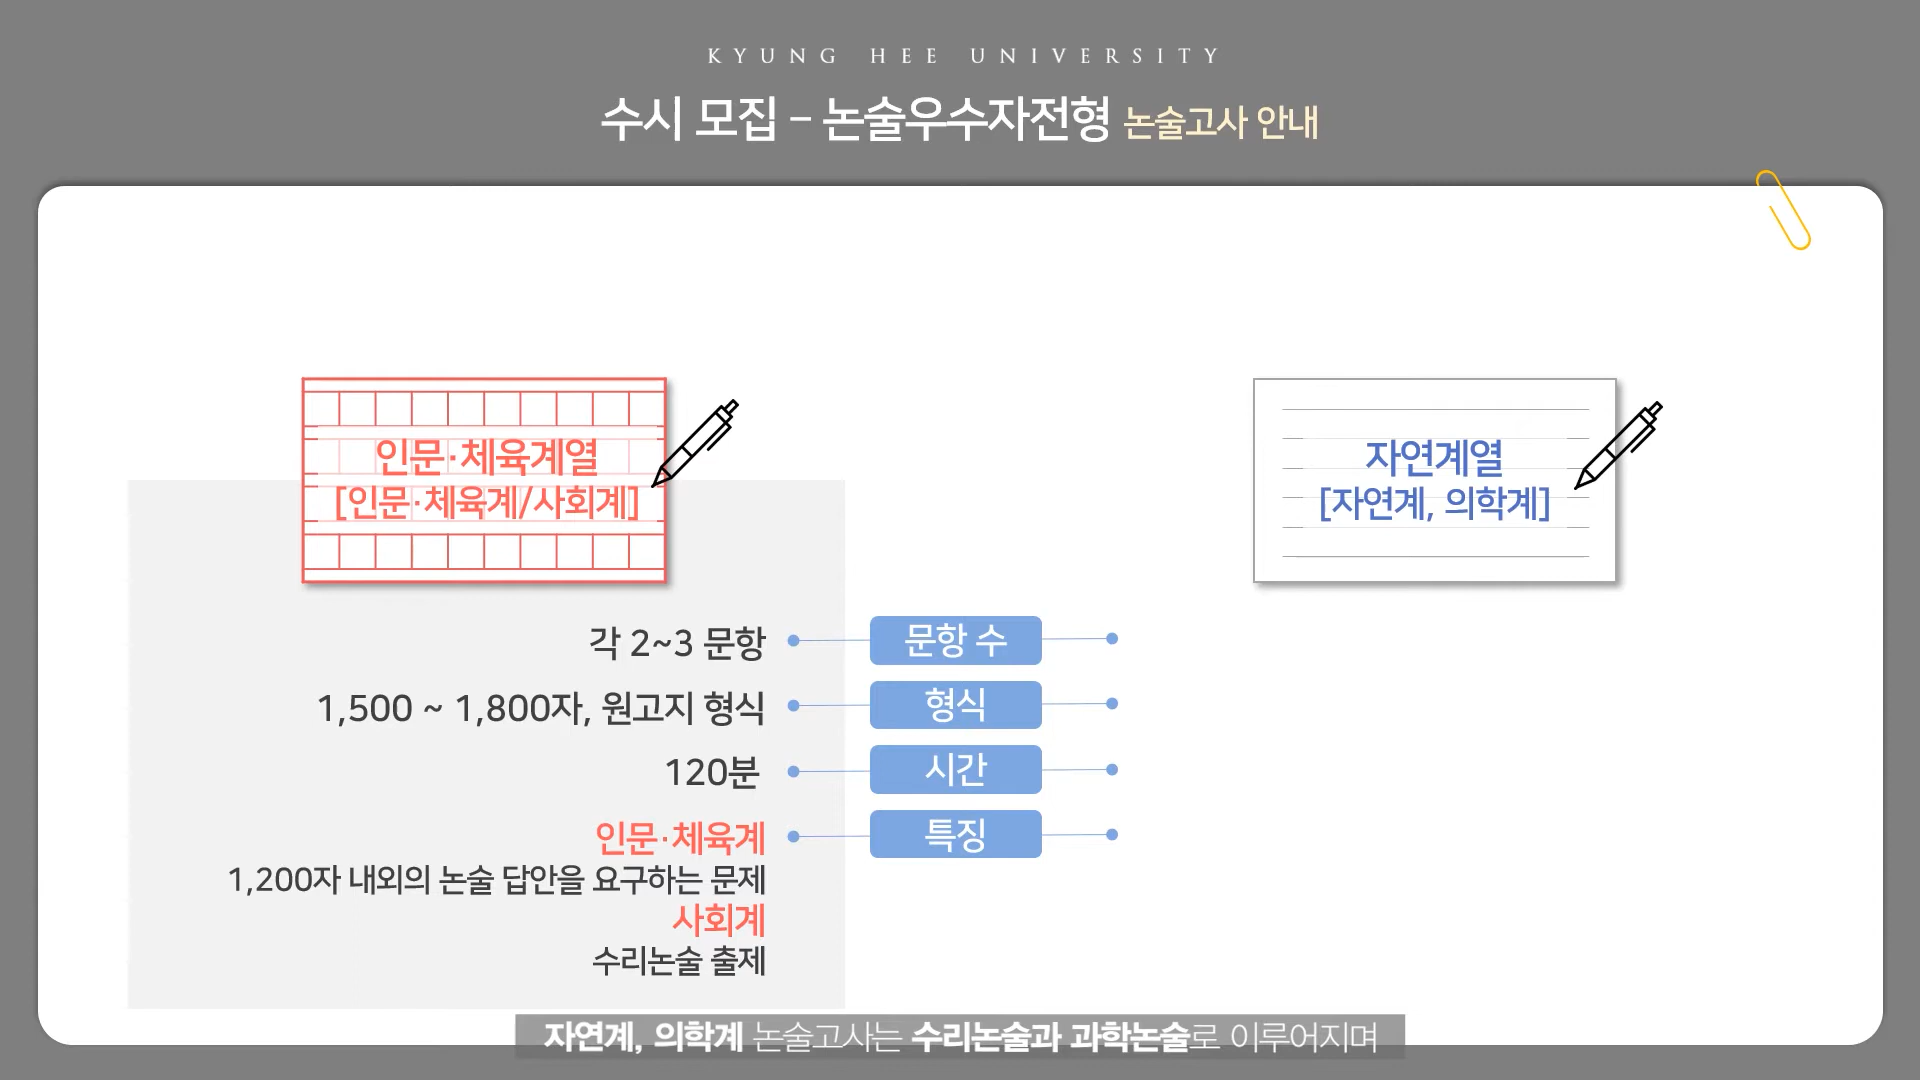 KYUNG HEE UNIVERSITY
수시 모집 – 논술우수자전형 논술고사 안내
인문·체육계열
[인문·체육계/사회계]
자연계열
[자연계, 의학계]
각 2~3 문항
문항 수
1,500 ~ 1,800자, 원고지 형식
형식
120분
시간
인문·체육계
특징
1,200자 내외의 논술 답안을 요구하는 문제
사회계
수리논술 출제
자연계, 의학계 논술고사는 수리논술과 과학논술로 이루어지며